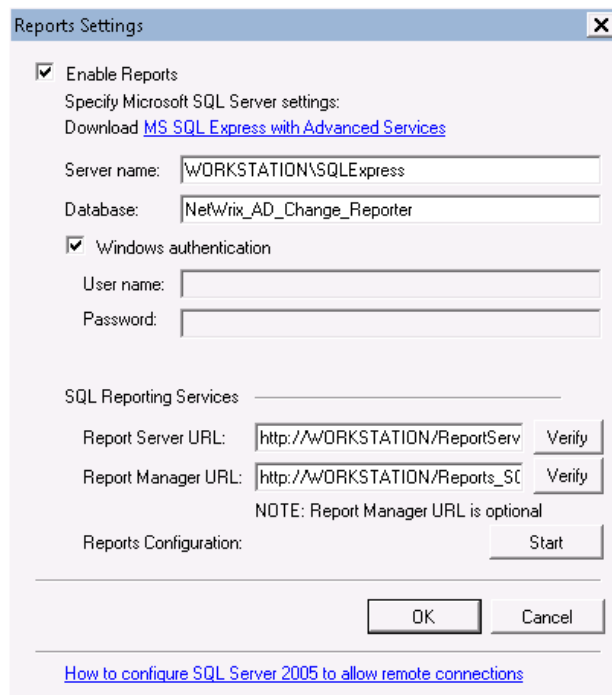 Reports Settings
Enable Reports
Specify Microsoft SQL Server settings:
Download MS SQL Express with Advanced Services
Server name: WORKSTATION\SQLExpress
Database: NetWrix_AD_Change_Reporter
Windows authentication
User name:
Password:
SQL Reporting Services
Report Server URL: http://WORKSTATION/ReportServ Verify
Report Manager URL: http://WORKSTATION/Reports_SQ Verify
NOTE: Report Manager URL is optional
Reports Configuration: Start
OK Cancel
How to configure SQL Server 2005 to allow remote connections